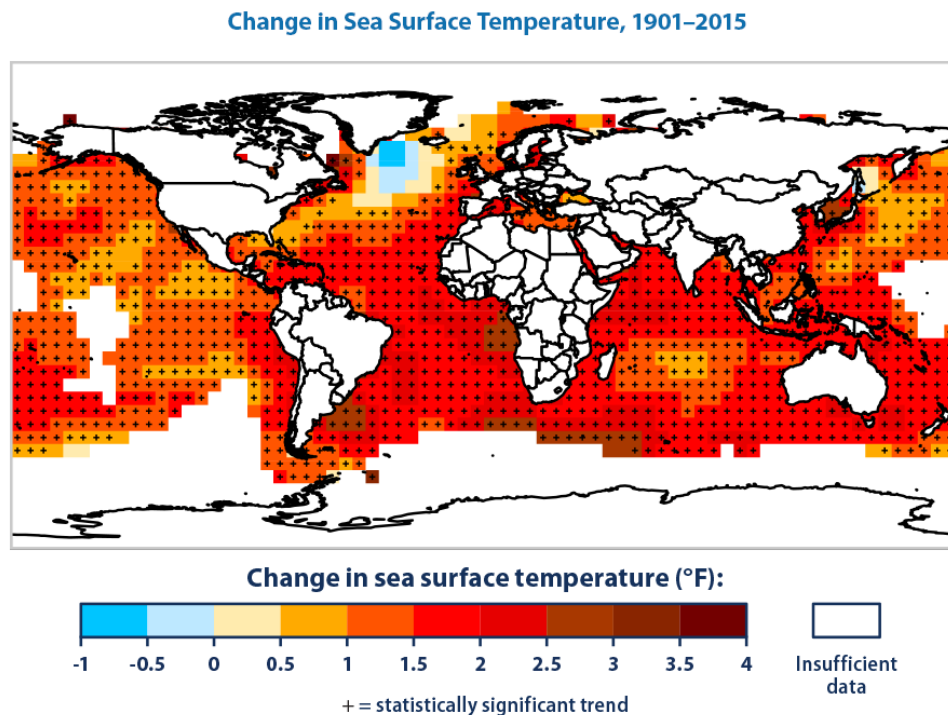 Change in Sea Surface Temperature, 1901–2015
Change in sea surface temperature (°F):
-1 -0.5 0 0.5 1 1.5 2 2.5 3 3.5 4
Insufficient
data
+ = statistically significant trend